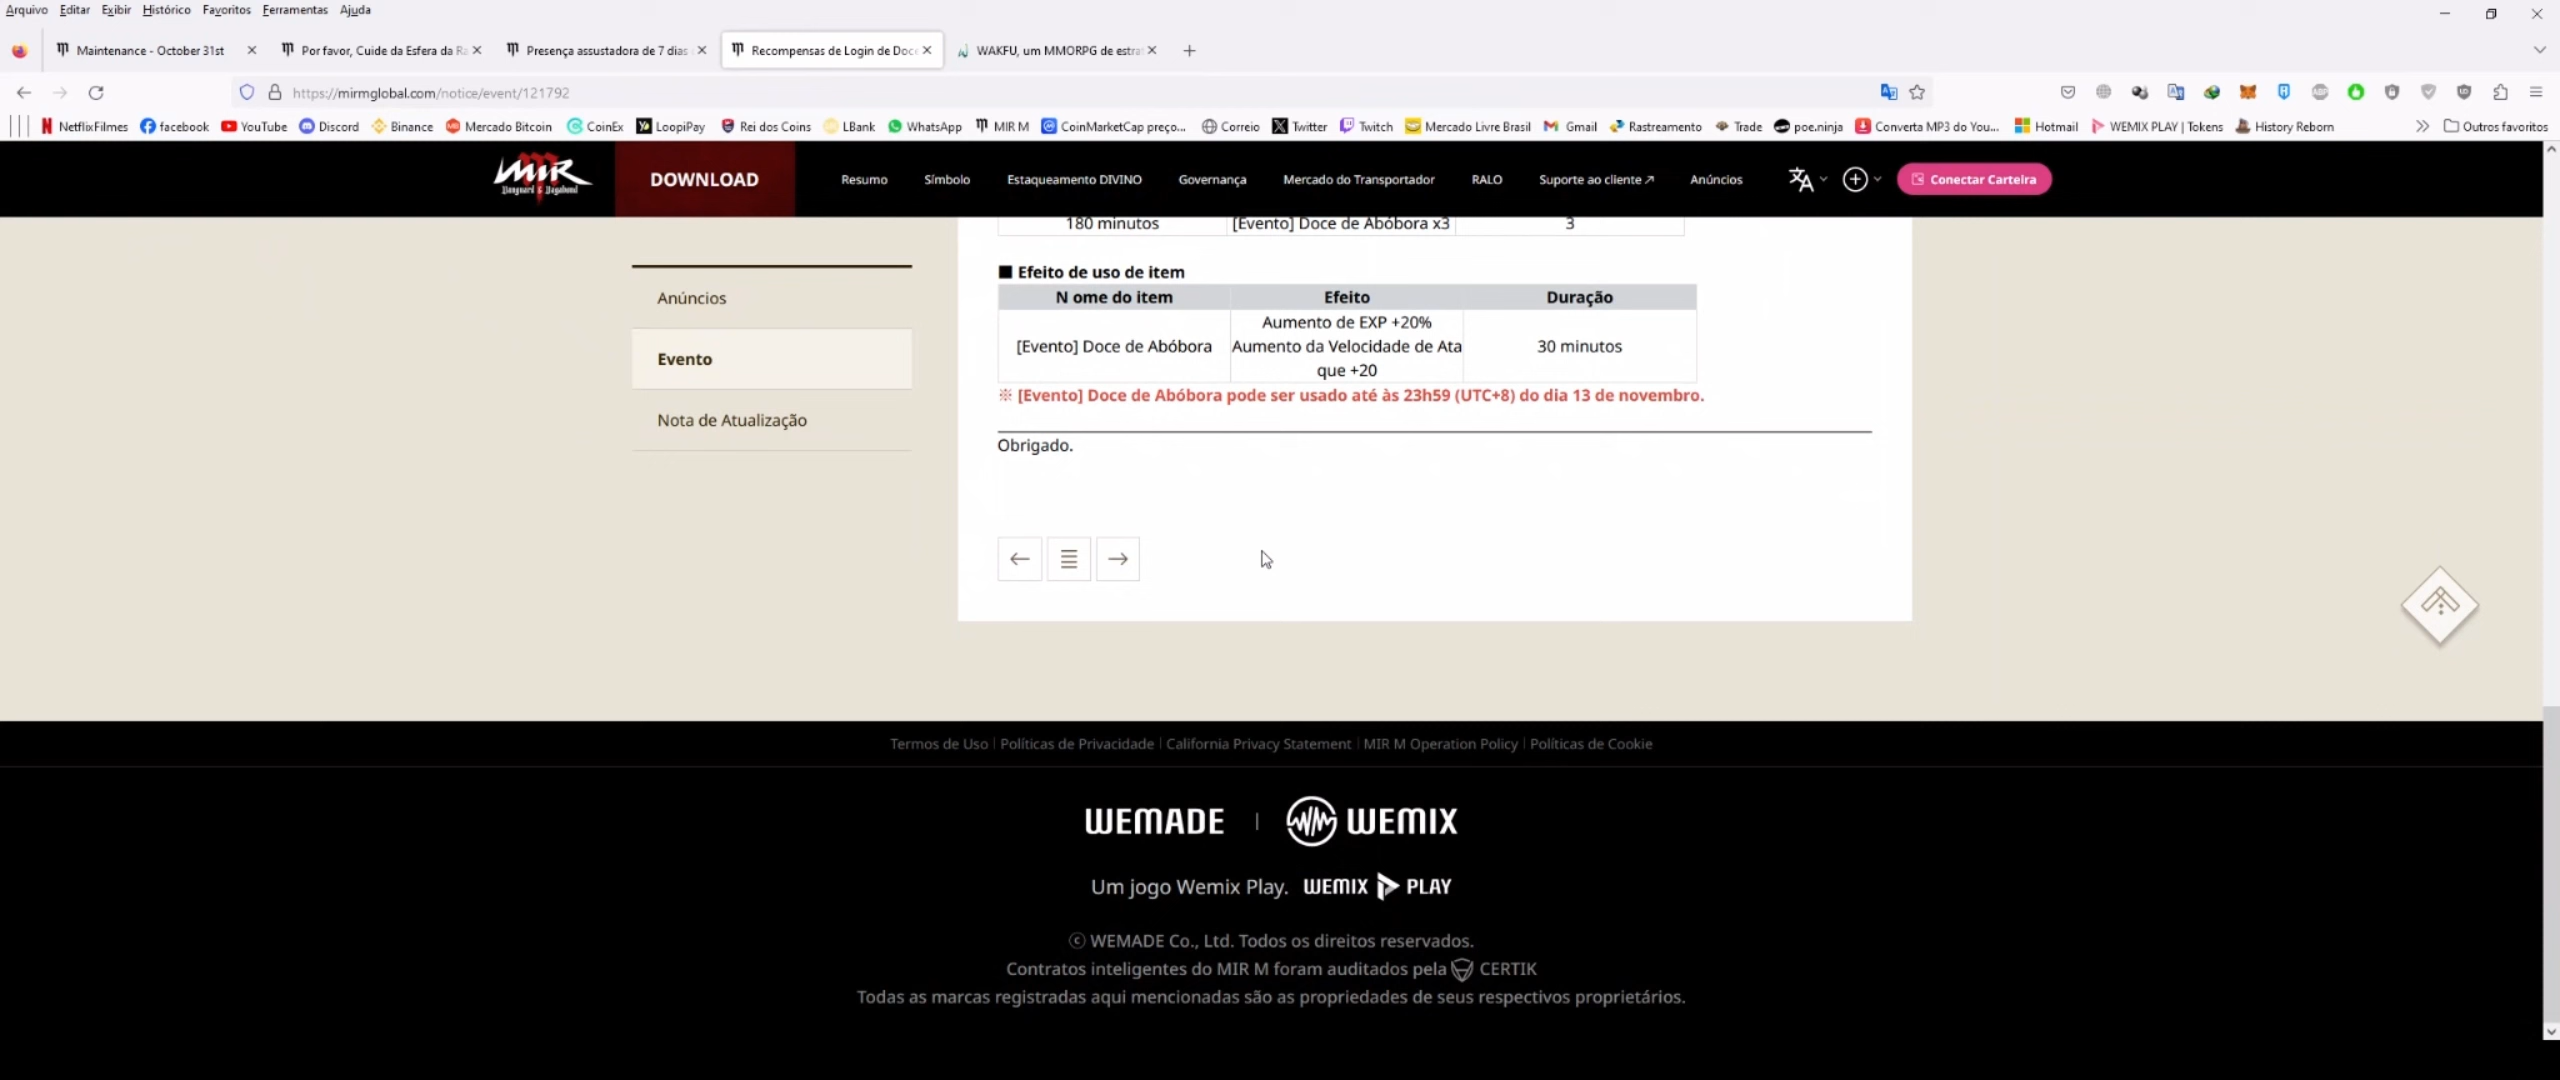 Arquivo Editar Exibir Histórico Favoritos Ferramentas Ajuda
Maintenance - October 31st
Por favor, Cuide da Esfera da Ra
Presença assustadora de 7 dias
Recompensas de Login de Doce
WAKFU, um MMORPG de estra
https://mirmglobal.com/notice/event/121792
NetflixFilmes facebook YouTube Discord Binance Mercado Bitcoin CoinEx LoopiPay Rei dos Coins LBank WhatsApp MIR M CoinMarketCap preço... Correio Twitter Twitch Mercado Livre Brasil Gmail Rastreamento Trade poe.ninja Converta MP3 do You... Hotmail WEMIX PLAY | Tokens History Reborn Outros favoritos
MIR
Vanguard & Vagabond
DOWNLOAD
Resumo Símbolo Estaqueamento DIVINO Governança Mercado do Transportador RALO Suporte ao cliente Anúncios
Conectar Carteira
180 minutos [Evento] Doce de Abóbora x3 3
Anúncios
Evento
Nota de Atualização
■ Efeito de uso de item
N ome do item Efeito Duração
[Evento] Doce de Abóbora
Aumento de EXP +20%
Aumento da Velocidade de Ata
que +20
30 minutos
※ [Evento] Doce de Abóbora pode ser usado até às 23h59 (UTC+8) do dia 13 de novembro.
Obrigado.
Termos de Uso | Políticas de Privacidade | California Privacy Statement | MIR M Operation Policy | Políticas de Cookie
WEMADE | WEMIX
Um jogo Wemix Play. WEMIX PLAY
ⓒ WEMADE Co., Ltd. Todos os direitos reservados.
Contratos inteligentes do MIR M foram auditados pela CERTIK
Todas as marcas registradas aqui mencionadas são as propriedades de seus respectivos proprietários.